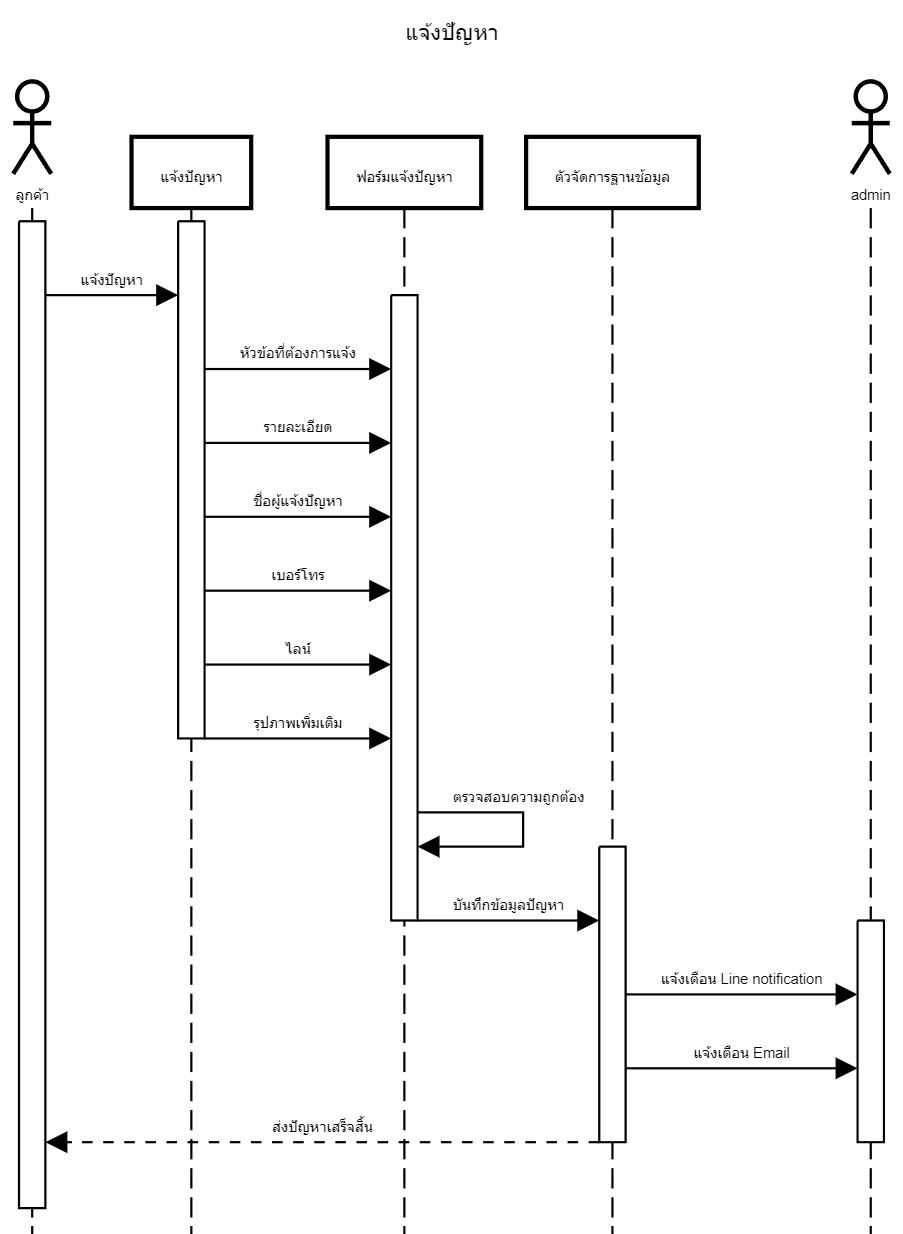 แจ้งปัญหา
ลูกค้า
แจ้งปัญหา
ฟอร์มแจ้งปัญหา
ตัวจัดการฐานข้อมูล
admin
แจ้งปัญหา
หัวข้อที่ต้องการแจ้ง
รายละเอียด
ชื่อผู้แจ้งปัญหา
เบอร์โทร
ไลน์
รุปภาพเพิ่มเติม
ตรวจสอบความถูกต้อง
บันทึกข้อมูลปัญหา
แจ้งเตือน Line notification
แจ้งเตือน Email
ส่งปัญหาเสร็จสิ้น